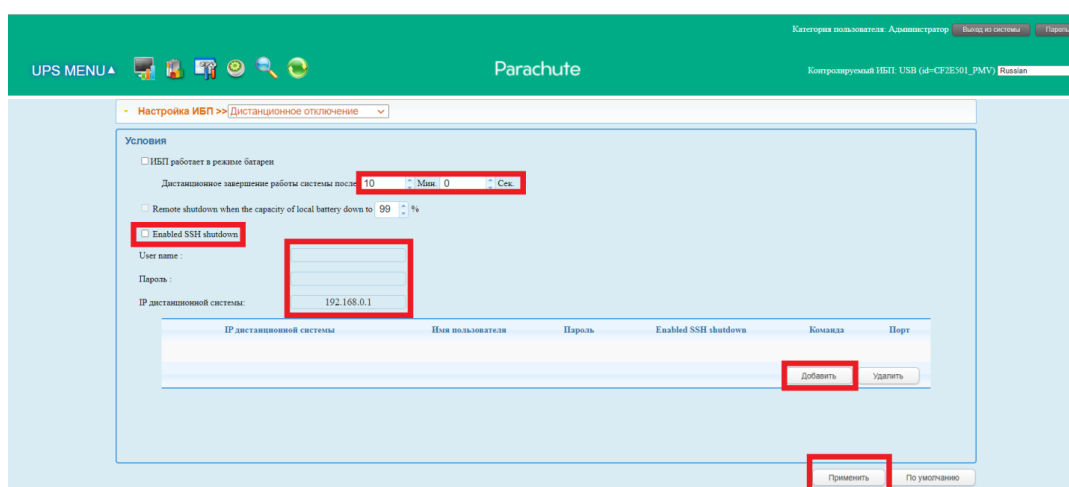 Категория пользователя: Администратор Выход из системы Пароль
UPS MENU▲ Parachute Контролируемый ИБП: USB (id=CF2E501_PMV) Russian
Настройка ИБП >> Дистанционное отключение
Условия
ИБП работает в режиме батареи
Дистанционное завершение работы системы после 10 Мин. 0 Сек.
Remote shutdown when the capacity of local battery down to 99 %
Enabled SSH shutdown
User name :
Пароль :
IP дистанционной системы: 192.168.0.1
IP дистанционной системы Имя пользователя Пароль Enabled SSH shutdown Команда Порт
Добавить Удалить
Применить По умолчанию